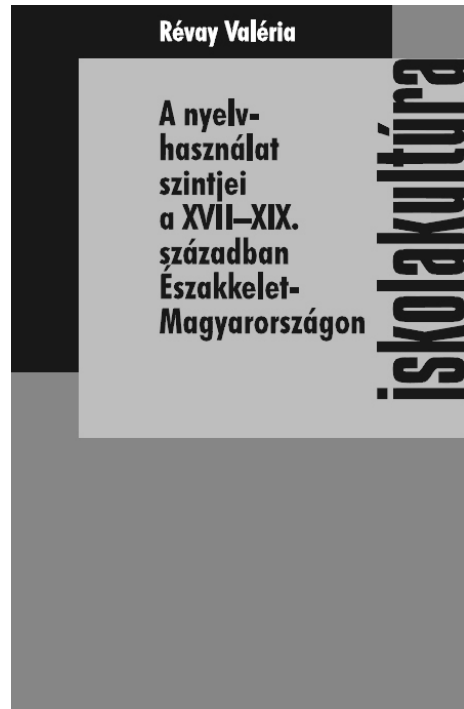 Révay Valéria
A nyelv-
használat
szintjei
a XVII–XIX.
században
Északkelet-
Magyarországon
iskolakultúra